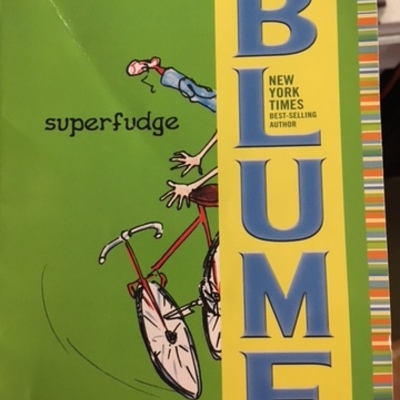 superfudge
BLUME
NEW
YORK
TIMES
BEST-SELLING
AUTHOR